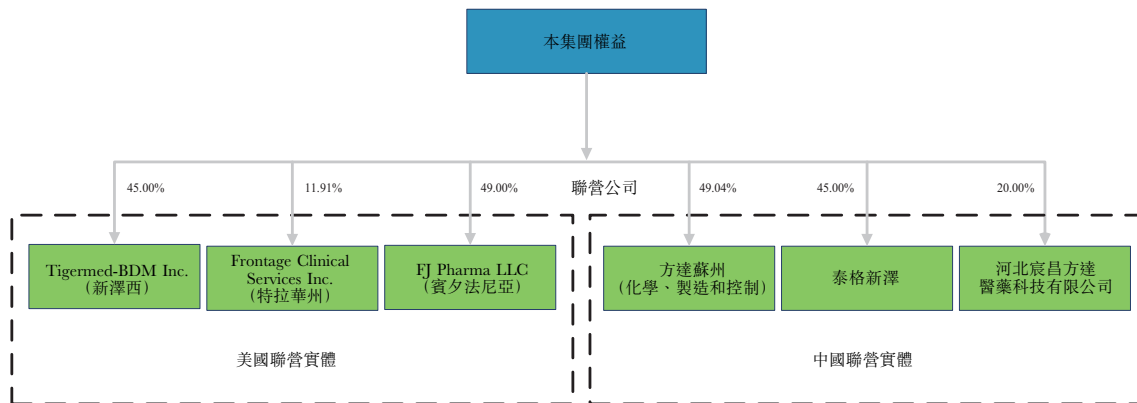 本集團權益
45.00%
11.91%
49.00%
聯營公司
49.04%
45.00%
20.00%
Tigermed-BDM Inc.
(新澤西)
Frontage Clinical
Services Inc.
(特拉華州)
FJ Pharma LLC
(賓夕法尼亞)
方達蘇州
(化學、製造和控制)
泰格新澤
河北宸昌方達
醫藥科技有限公司
美國聯營實體
中國聯營實體